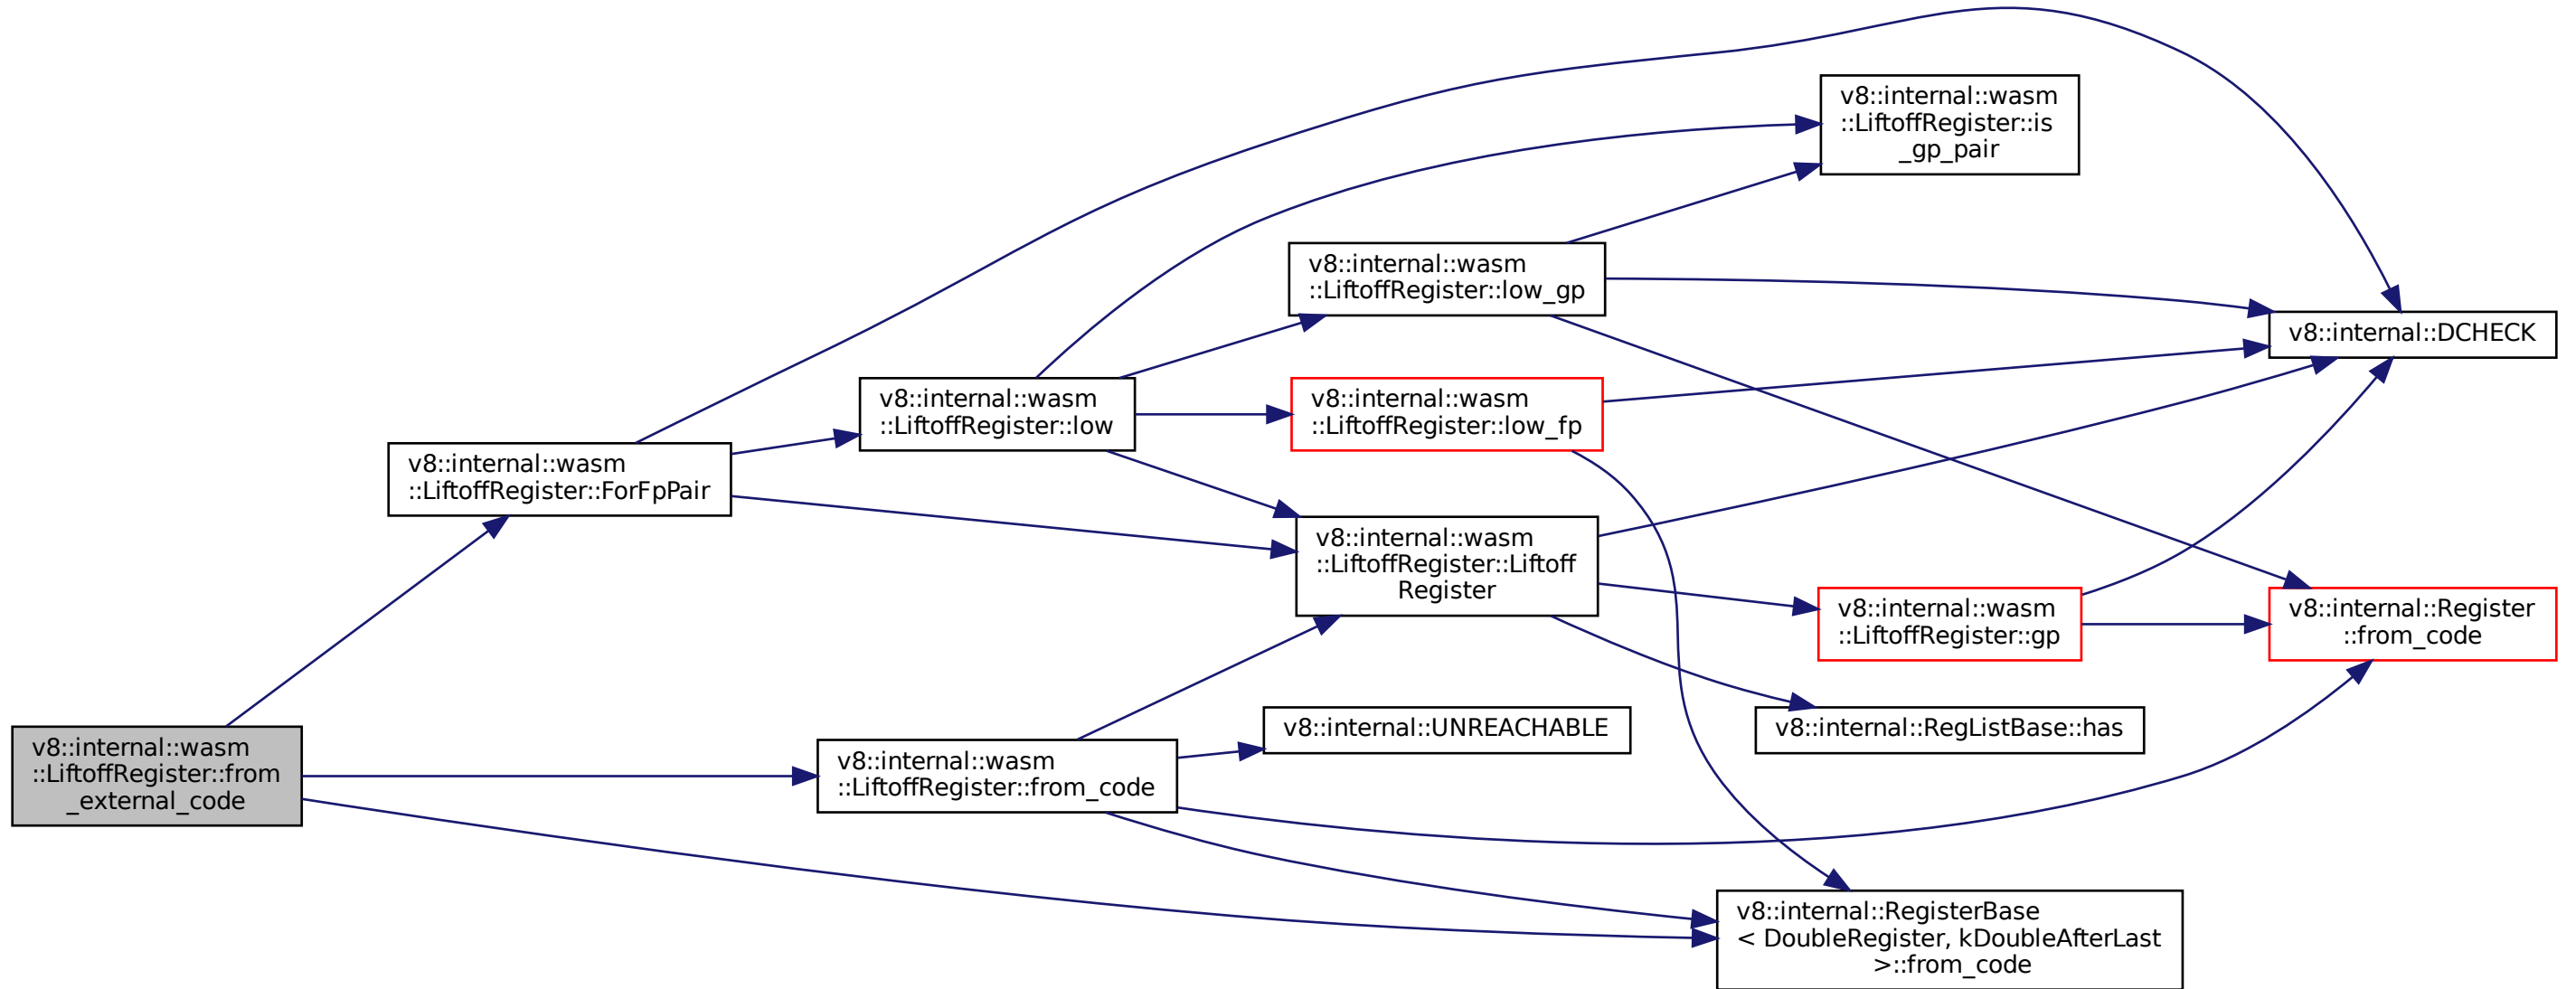 v8::internal::wasm
::LiftoffRegister::from
_external_code
v8::internal::wasm
::LiftoffRegister::ForFpPair
v8::internal::wasm
::LiftoffRegister::low
v8::internal::wasm
::LiftoffRegister::is
_gp_pair
v8::internal::wasm
::LiftoffRegister::low_gp
v8::internal::DCHECK
v8::internal::wasm
::LiftoffRegister::low_fp
v8::internal::wasm
::LiftoffRegister::Liftoff
Register
v8::internal::wasm
::LiftoffRegister::gp
v8::internal::Register
::from_code
v8::internal::RegListBase::has
v8::internal::UNREACHABLE
v8::internal::wasm
::LiftoffRegister::from_code
v8::internal::RegisterBase
< DoubleRegister, kDoubleAfterLast
>::from_code